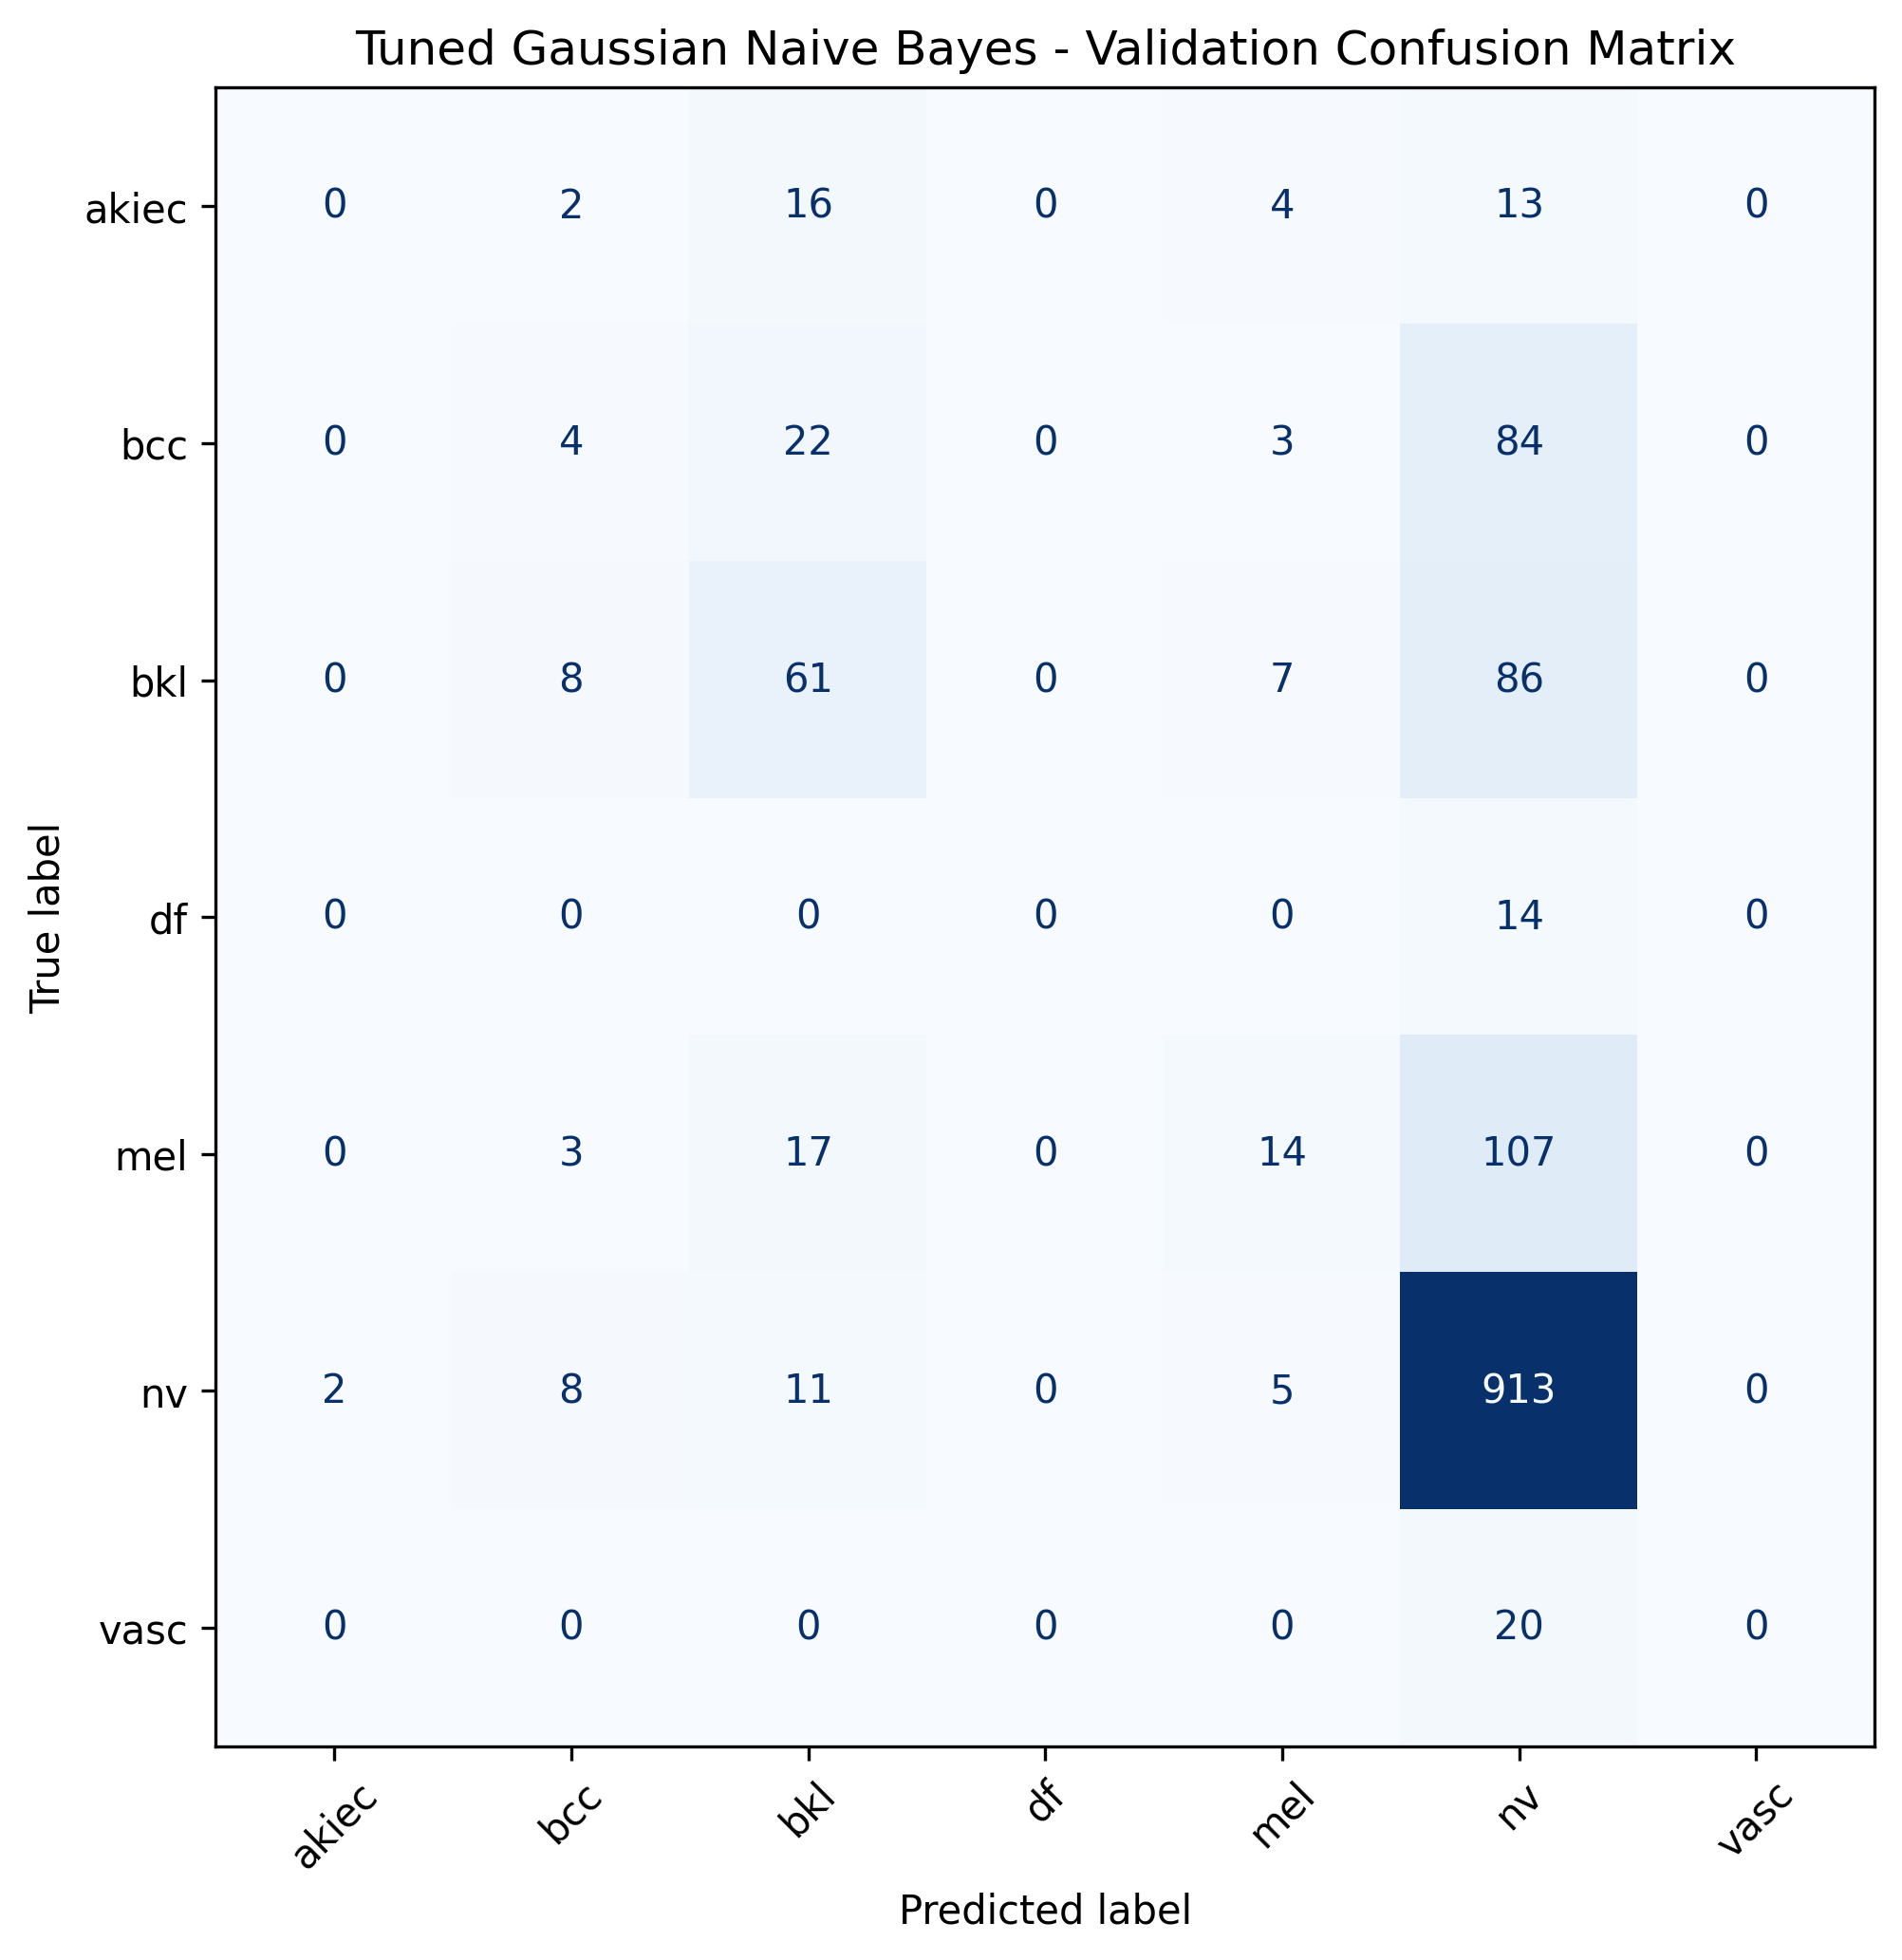 Tuned Gaussian Naive Bayes - Validation Confusion Matrix
True label
akiec 0 2 16 0 4 13 0
bcc 0 4 22 0 3 84 0
bkl 0 8 61 0 7 86 0
df 0 0 0 0 0 14 0
mel 0 3 17 0 14 107 0
nv 2 8 11 0 5 913 0
vasc 0 0 0 0 0 20 0
akiec bcc bkl df mel nv vasc
Predicted label